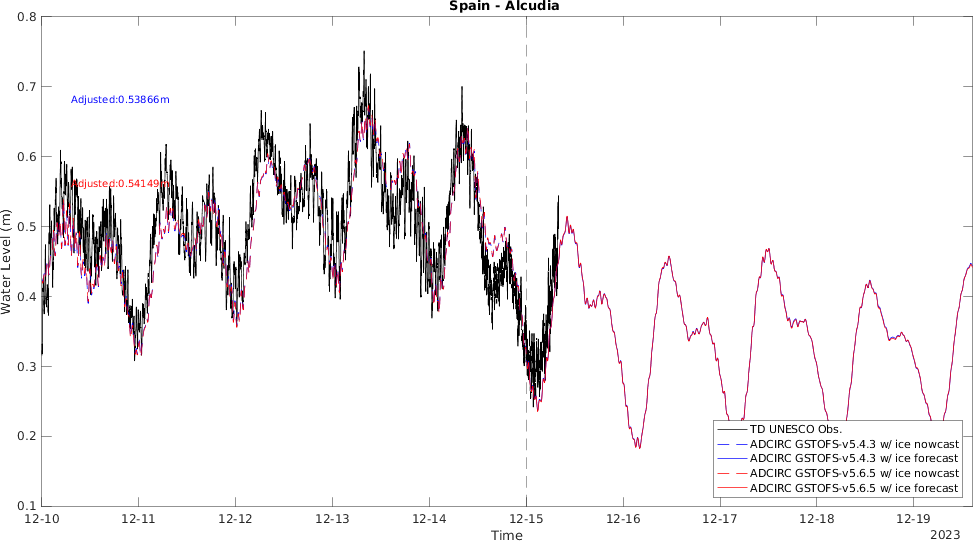 Spain - Alcudia
0.8
0.7
0.6
0.5
0.4
0.3
0.2
0.1
Water Level (m)
Adjusted:0.53866m
Adjusted:0.54149m
TD UNESCO Obs.
ADCIRC GSTOFS-v5.4.3 w/ ice nowcast
ADCIRC GSTOFS-v5.4.3 w/ ice forecast
ADCIRC GSTOFS-v5.6.5 w/ ice nowcast
ADCIRC GSTOFS-v5.6.5 w/ ice forecast
12-10 12-11 12-12 12-13 12-14 12-15 12-16 12-17 12-18 12-19
Time
2023